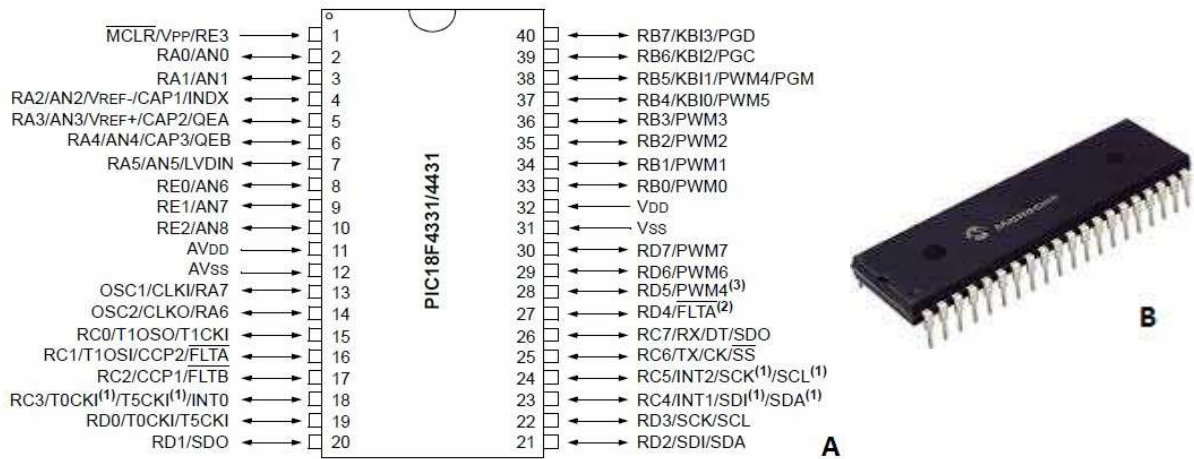 MCLR/VPP/RE3 1 40 RB7/KBI3/PGD
RA0/AN0 2 39 RB6/KBI2/PGC
RA1/AN1 3 38 RB5/KBI1/PWM4/PGM
RA2/AN2/VREF-/CAP1/INDX 4 37 RB4/KBI0/PWM5
RA3/AN3/VREF+/CAP2/QEA 5 36 RB3/PWM3
RA4/AN4/CAP3/QEB 6 35 RB2/PWM2
RA5/AN5/LVDIN 7 34 RB1/PWM1
RE0/AN6 8 33 RB0/PWM0
RE1/AN7 9 32 VDD
RE2/AN8 10 31 VSS
AVDD 11 30 RD7/PWM7
AVSS 12 29 RD6/PWM6
OSC1/CLKI/RA7 13 28 RD5/PWM4(3)
OSC2/CLKO/RA6 14 27 RD4/FLTA(2)
RC0/T1OSO/T1CKI 15 26 RC7/RX/DT/SDO
RC1/T1OSI/CCP2/FLTA 16 25 RC6/TX/CK/SS
RC2/CCP1/FLTB 17 24 RC5/INT2/SCK(1)/SCL(1)
RC3/T0CKI(1)/T5CKI(1)/INT0 18 23 RC4/INT1/SDI(1)/SDA(1)
RD0/T0CKI/T5CKI 19 22 RD3/SCK/SCL
RD1/SDO 20 21 RD2/SDI/SDA
PIC18F4331/4431
A
MICROCHIP
B